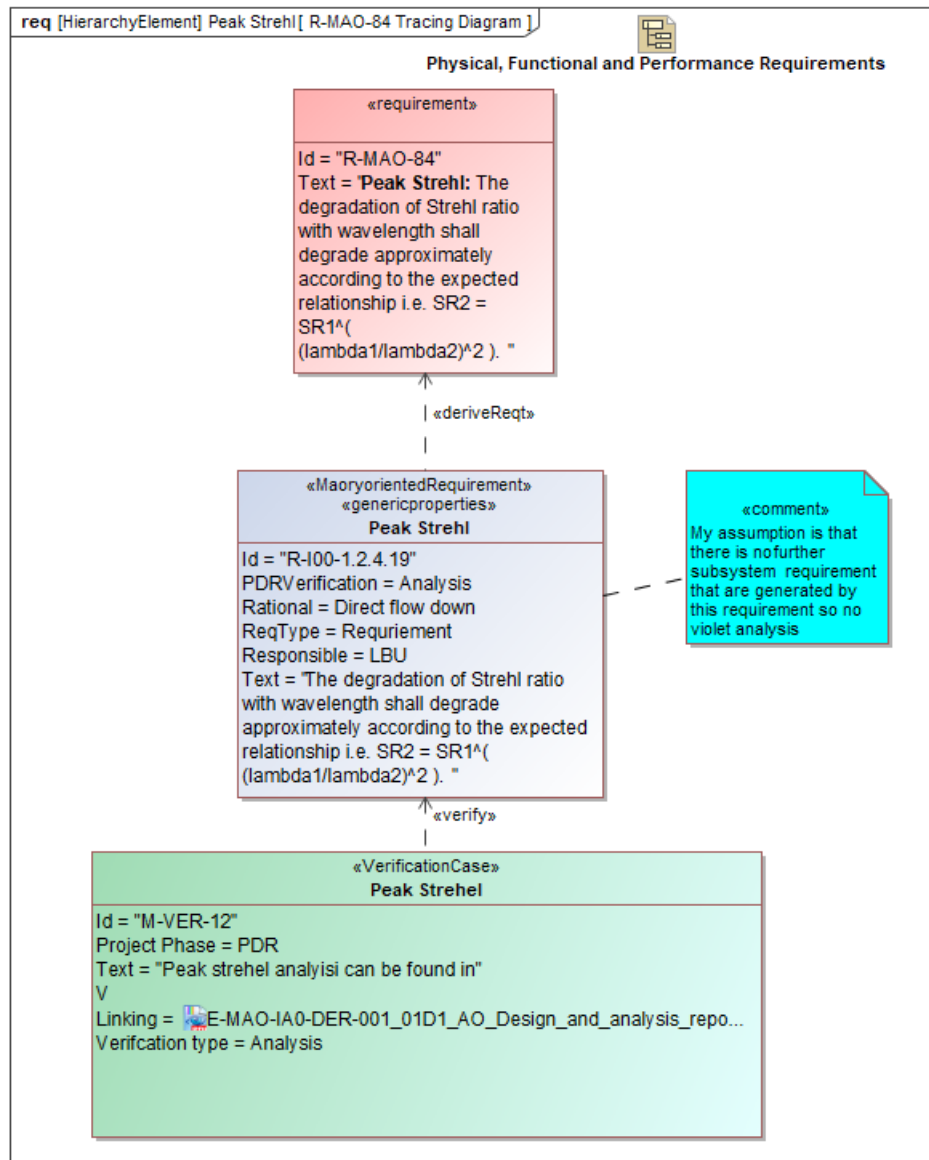 req [HierarchyElement] Peak Strehl[ R-MAO-84 Tracing Diagram ]
Physical, Functional and Performance Requirements
«requirement»
Id = "R-MAO-84"
Text = "Peak Strehl: The
degradation of Strehl ratio
with wavelength shall
degrade approximately
according to the expected
relationship i.e. SR2 =
SR1^(
(lambda1/lambda2)^2 ). "
«deriveReqt»
«MaoryorientedRequirement»
«genericproperties»
Peak Strehl
Id = "R-I00-1.2.4.19"
PDRVerification = Analysis
Rational = Direct flow down
ReqType = Requriement
Responsible = LBU
Text = "The degradation of Strehl ratio
with wavelength shall degrade
approximately according to the expected
relationship i.e. SR2 = SR1^(
(lambda1/lambda2)^2 ). "
«comment»
My assumption is that
there is nofurther
subsystem requirement
that are generated by
this requirement so no
violet analysis
«verify»
«VerificationCase»
Peak Strehel
Id = "M-VER-12"
Project Phase = PDR
Text = "Peak strehel analyisi can be found in"
V
Linking = E-MAO-IA0-DER-001_01D1_AO_Design_and_analysis_repo...
Verifcation type = Analysis